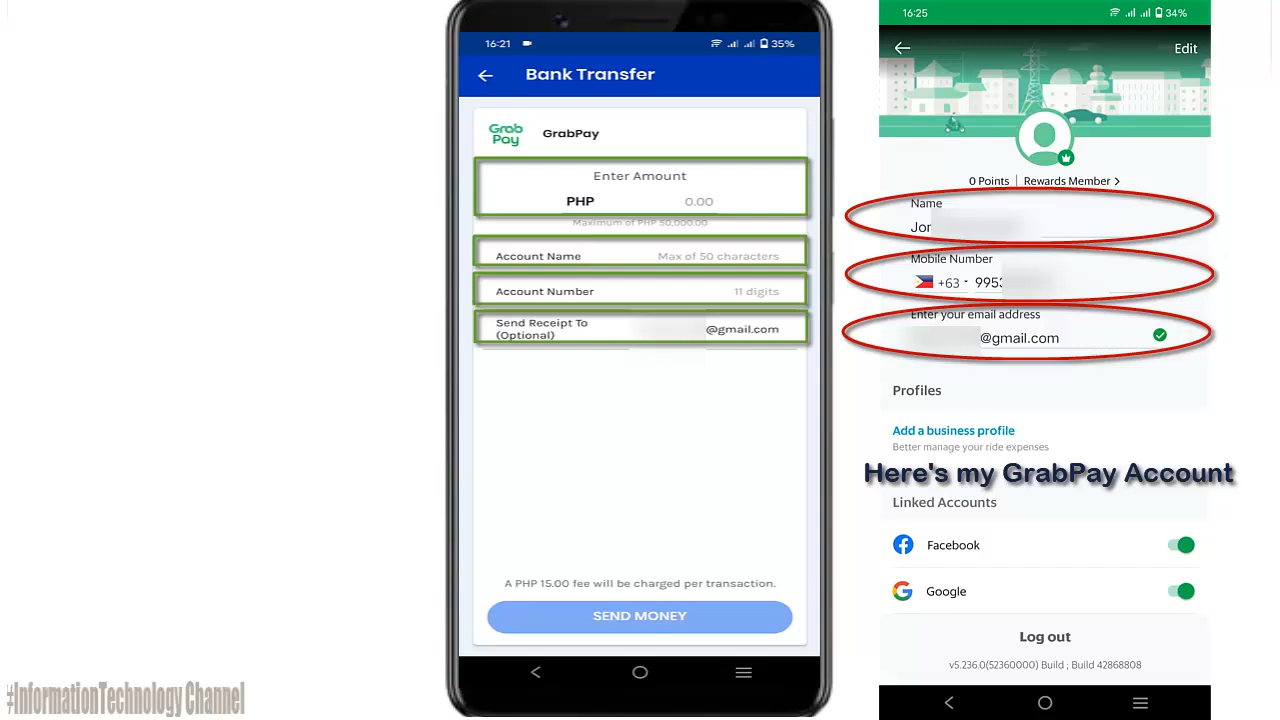 16:21
35%
Bank Transfer
Grab
Pay
GrabPay
Enter Amount
PHP 0.00
Maximum of PHP 50,000.00
Account Name Max of 50 characters
Account Number 11 digits
Send Receipt To
(Optional)
@gmail.com
A PHP 15.00 fee will be charged per transaction.
SEND MONEY
16:25
34%
Edit
0 Points | Rewards Member >
Name
Jor
Mobile Number
+63 9953
Enter your email address
@gmail.com
Profiles
Add a business profile
Better manage your ride expenses
Here's my GrabPay Account
Linked Accounts
Facebook
Google
Log out
v5.236.0(52360000) Build ; Build 42868808
#InformationTechnology Channel